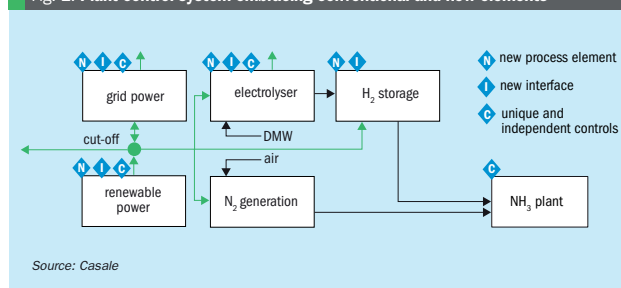 Fig. 2: Plant control system embracing conventional and new elements
N I C
N I C
N I
N new process element
grid power
electrolyser
H2 storage
I new interface
C unique and
independent controls
cut-off
DMW
air
N I C
C
renewable
power
N2 generation
NH3 plant
Source: Casale